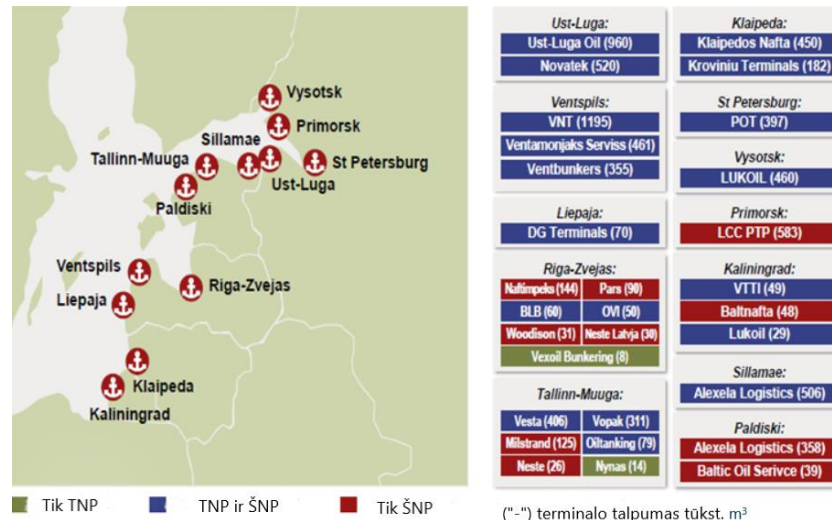 Vysotsk
Primorsk
Sillamae
Tallinn-Muuga
St Petersburg
Ust-Luga
Paldiski
Ventspils
Riga-Zvejas
Liepaja
Klaipeda
Kaliningrad
Tik TNP
TNP ir ŠNP
Tik ŠNP
Ust-Luga:
Ust-Luga Oil (960)
Novatek (520)
Ventspils:
VNT (1195)
Ventamonjaks Serviss (461)
Ventbunkers (355)
Liepaja:
DG Terminals (70)
Riga-Zvejas:
Naftimpeks (144) Pars (90)
BLB (60) OVI (50)
Woodison (31) Neste Latvja (30)
Vexoil Bunkering (8)
Tallinn-Muuga:
Vesta (406) Vopak (311)
Milstrand (125) Oiltanking (79)
Neste (26) Nynas (14)
Klaipeda:
Klaipedos Nafta (450)
Kroviniu Terminals (182)
St Petersburg:
POT (397)
Vysotsk:
LUKOIL (460)
Primorsk:
LCC PTP (583)
Kaliningrad:
VTTI (49)
Baltnafta (48)
Lukoil (29)
Sillamae:
Alexela Logistics (506)
Paldiski:
Alexela Logistics (358)
Baltic Oil Serivce (39)
("-") terminalo talpumas tūkst. m³